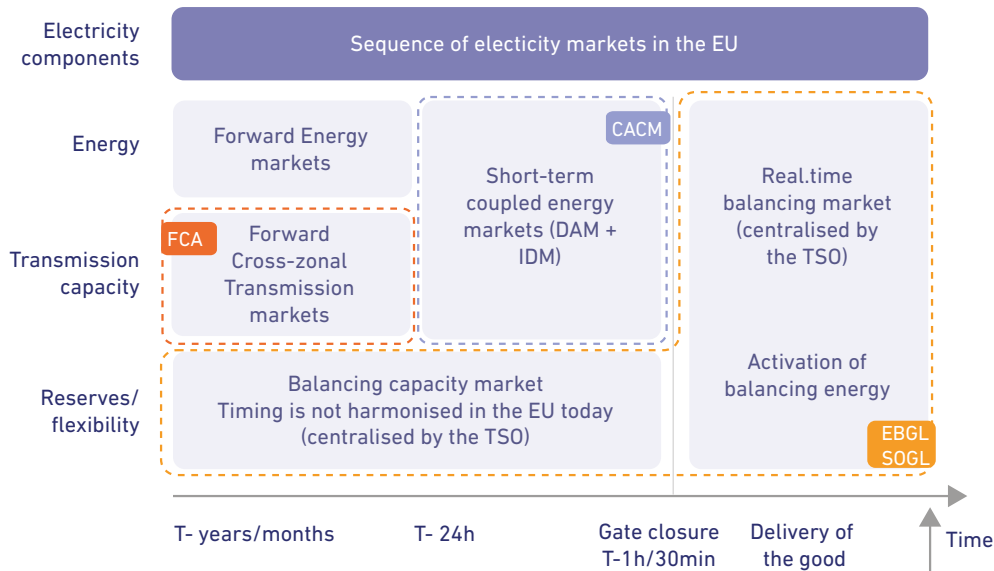 Electricity
components
Sequence of electicity markets in the EU
Energy
Forward Energy
markets
CACM
Short-term
coupled energy
markets (DAM +
IDM)
Real.time
balancing market
(centralised by
the TSO)
Transmission
capacity
FCA
Forward
Cross-zonal
Transmission
markets
Reserves/
flexibility
Balancing capacity market
Timing is not harmonised in the EU today
(centralised by the TSO)
Activation of
balancing energy
EBGL
SOGL
T- years/months
T- 24h
Gate closure
T-1h/30min
Delivery of
the good
Time